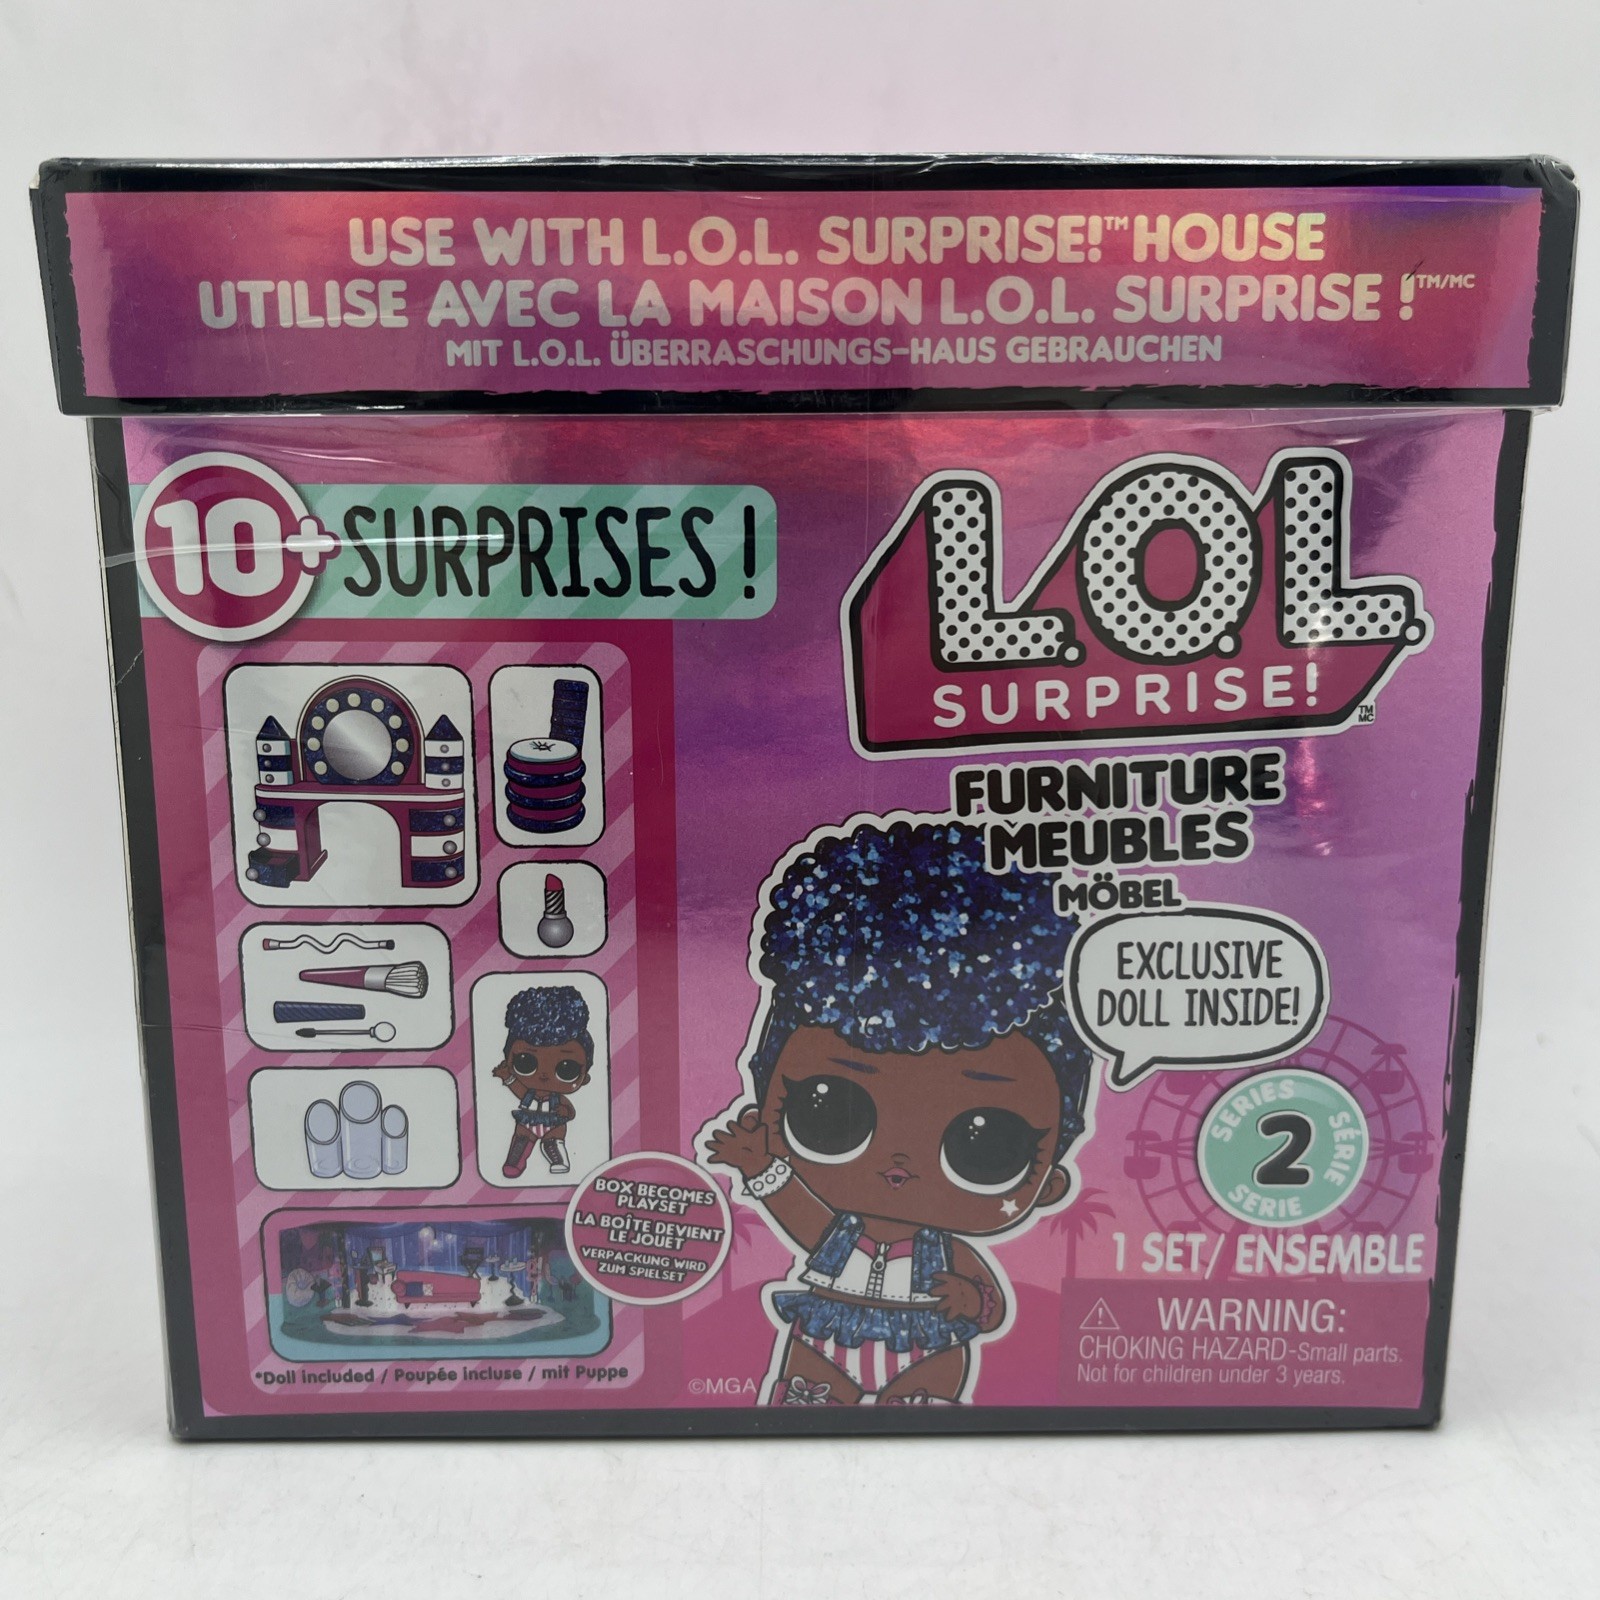 USE WITH L.O.L. SURPRISE!™ HOUSE
UTILISE AVEC LA MAISON L.O.L. SURPRISE !TM/MC
MIT L.O.L. ÜBERRASCHUNGS-HAUS GEBRAUCHEN
10+ SURPRISES !
L.O.L.
SURPRISE!
TM
MC
FURNITURE
MEUBLES
MÖBEL
EXCLUSIVE
DOLL INSIDE!
SERIES
2
SÉRIE
SERIE
BOX BECOMES
PLAYSET
LA BOÎTE DEVIENT
LE JOUET
VERPACKUNG WIRD
ZUM SPIELSET
1 SET/ ENSEMBLE
⚠ WARNING:
CHOKING HAZARD-Small parts.
Not for children under 3 years.
*Doll included / Poupée incluse / mit Puppe
©MGA